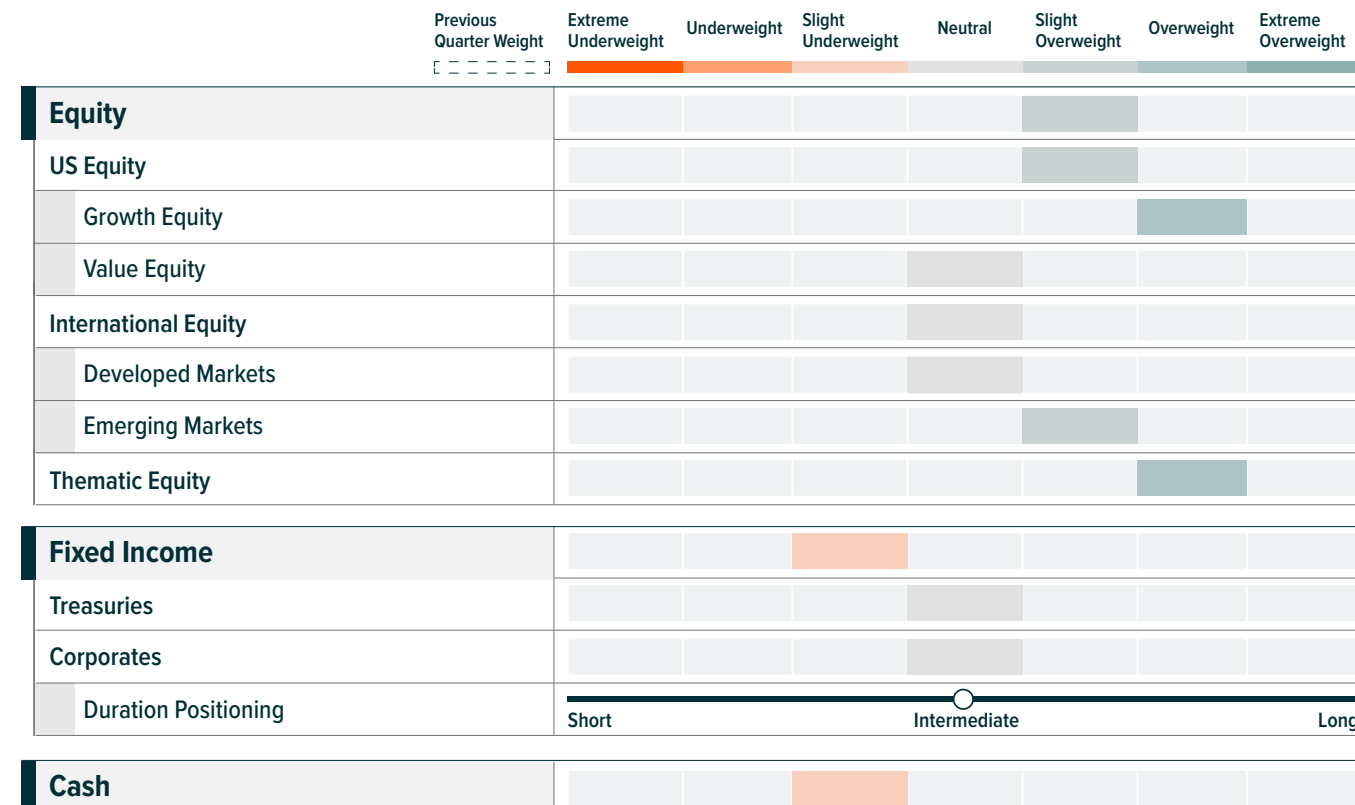 Previous
Quarter Weight
Extreme
Underweight
Underweight
Slight
Underweight
Neutral
Slight
Overweight
Overweight
Extreme
Overweight
Equity
US Equity
Growth Equity
Value Equity
International Equity
Developed Markets
Emerging Markets
Thematic Equity
Fixed Income
Treasuries
Corporates
Duration Positioning
Short Intermediate Long
Cash